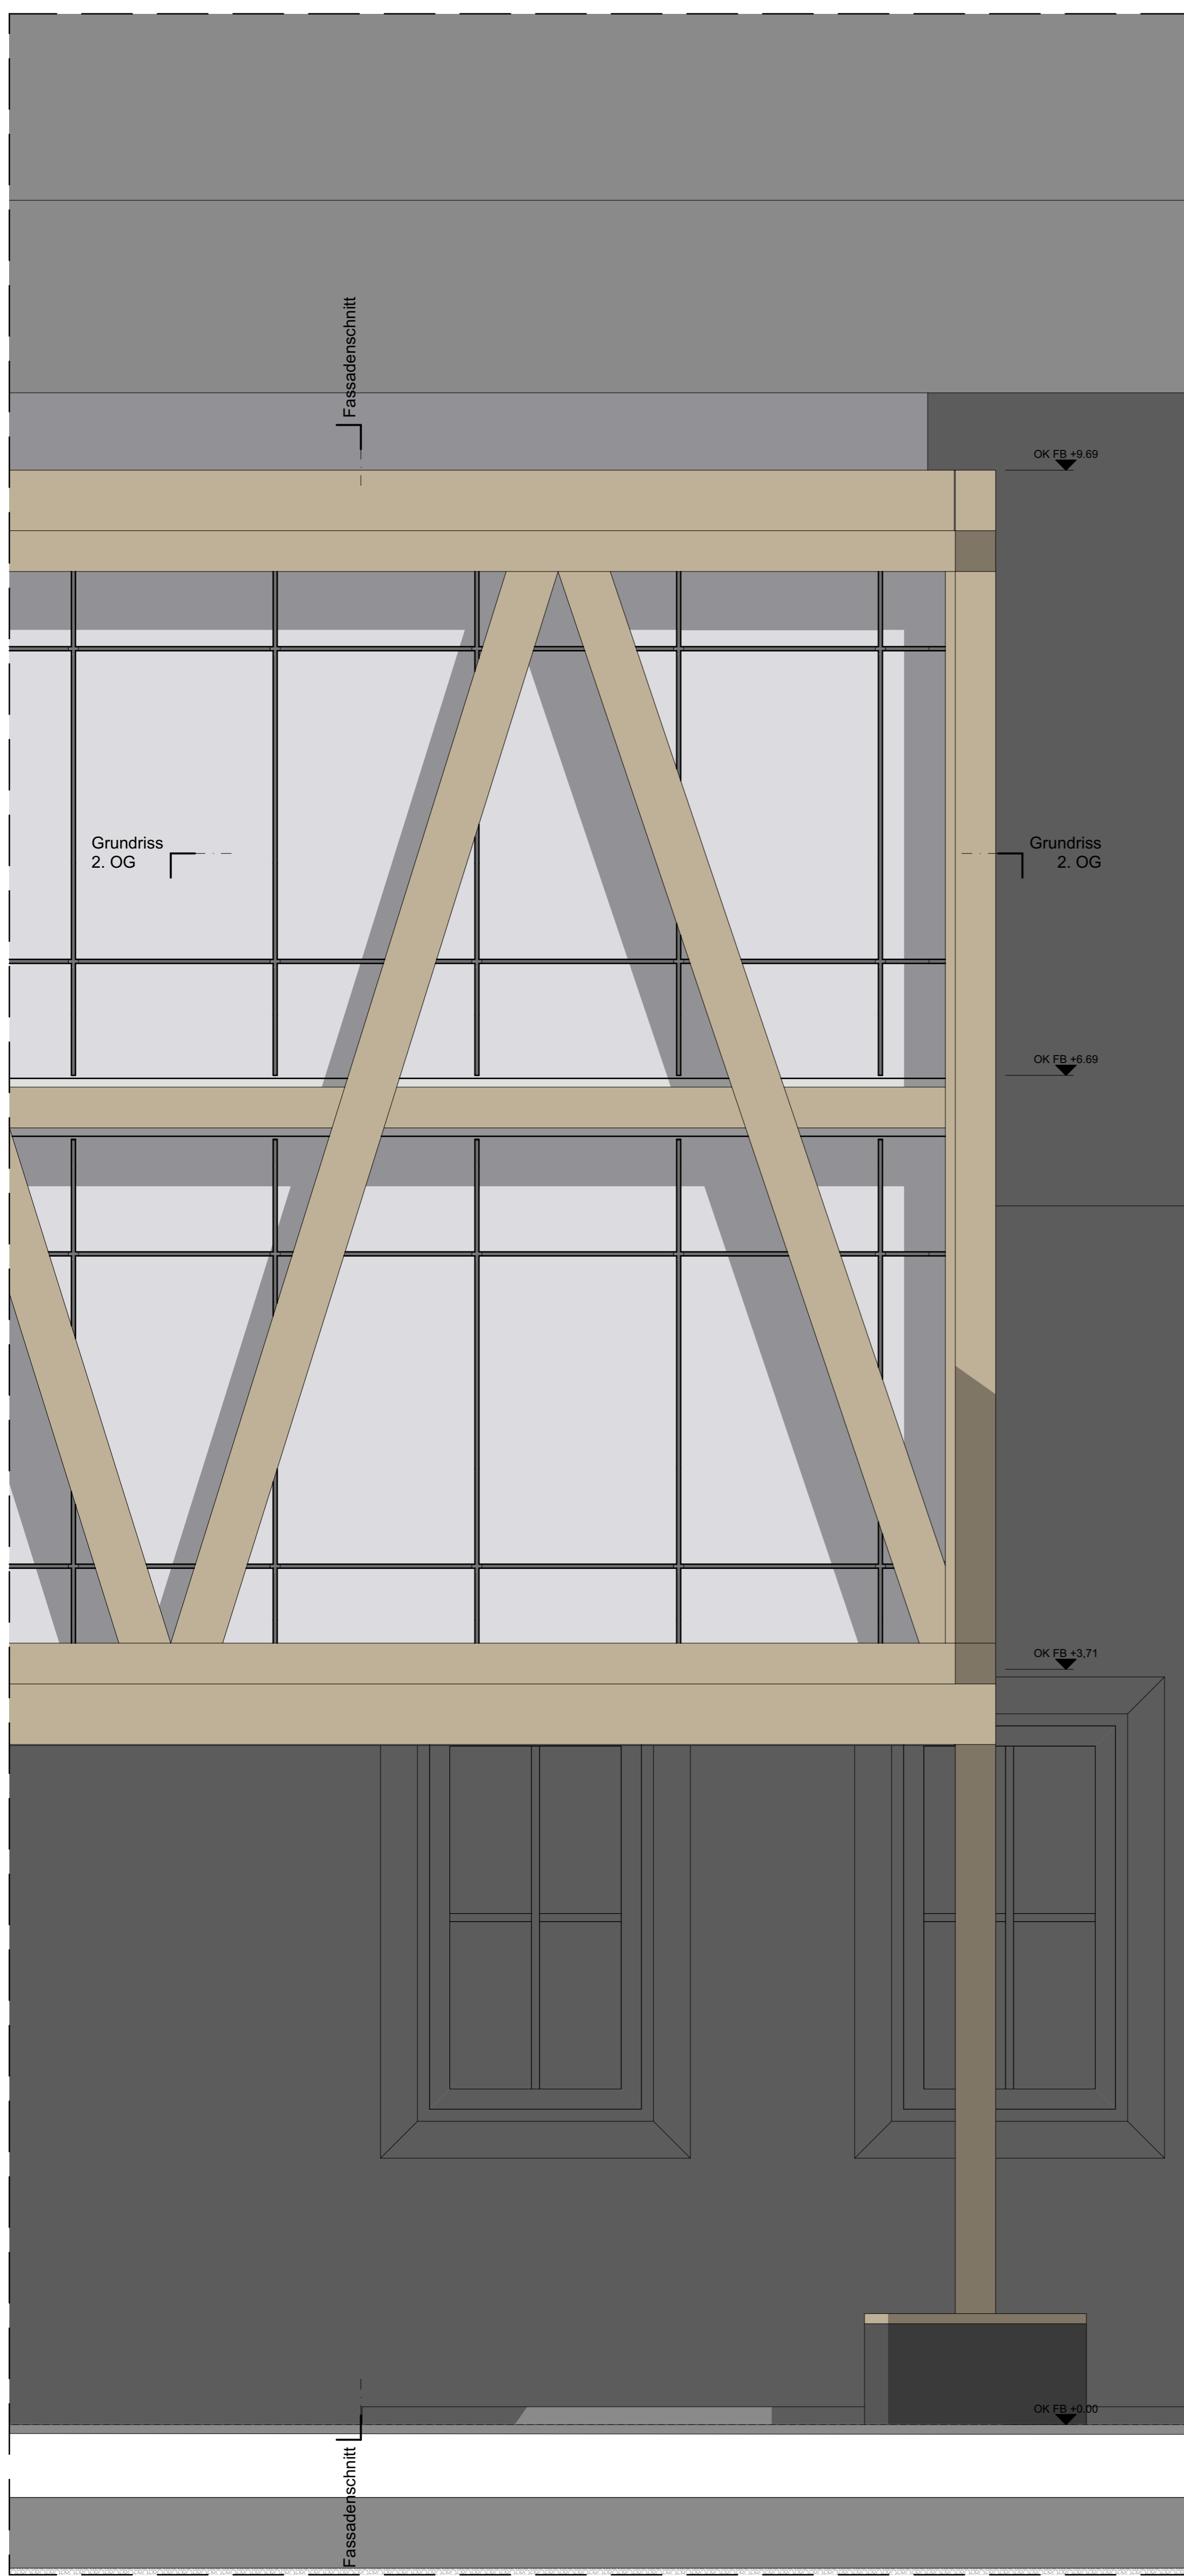 Fassadenschnitt
OK FB +9.69
Grundriss
2. OG
Grundriss
2. OG
OK FB +6.69
OK FB +3,71
OK FB +0.00
Fassadenschnitt